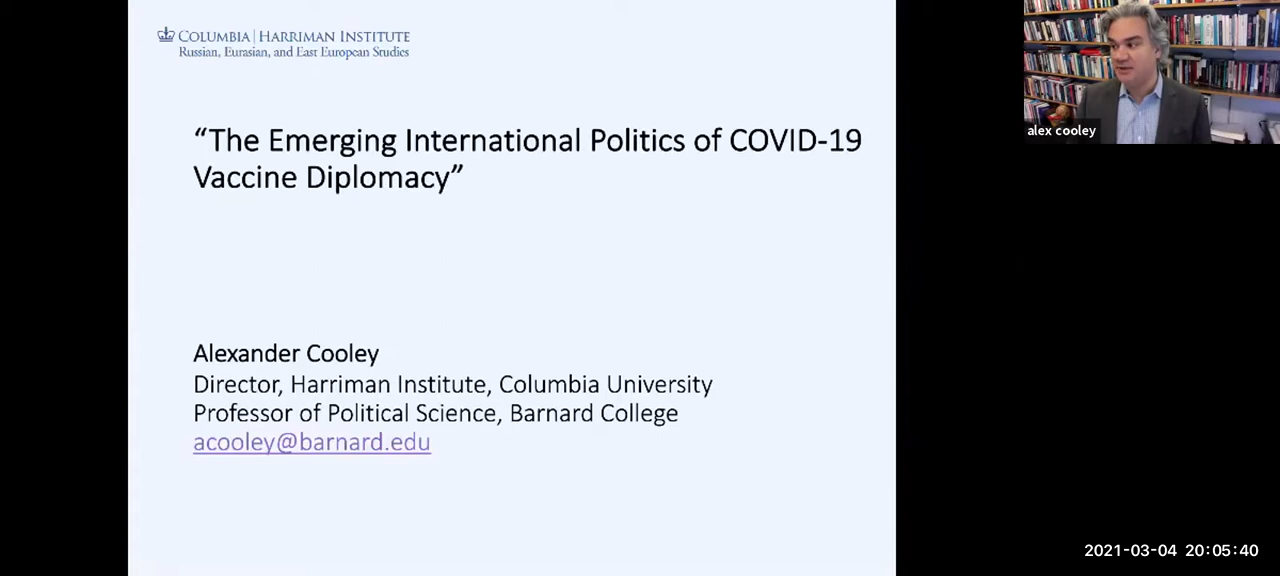 COLUMBIA | HARRIMAN INSTITUTE
Russian, Eurasian, and East European Studies
“The Emerging International Politics of COVID-19
Vaccine Diplomacy”
Alexander Cooley
Director, Harriman Institute, Columbia University
Professor of Political Science, Barnard College
acooley@barnard.edu
alex cooley
2021-03-04 20:05:40